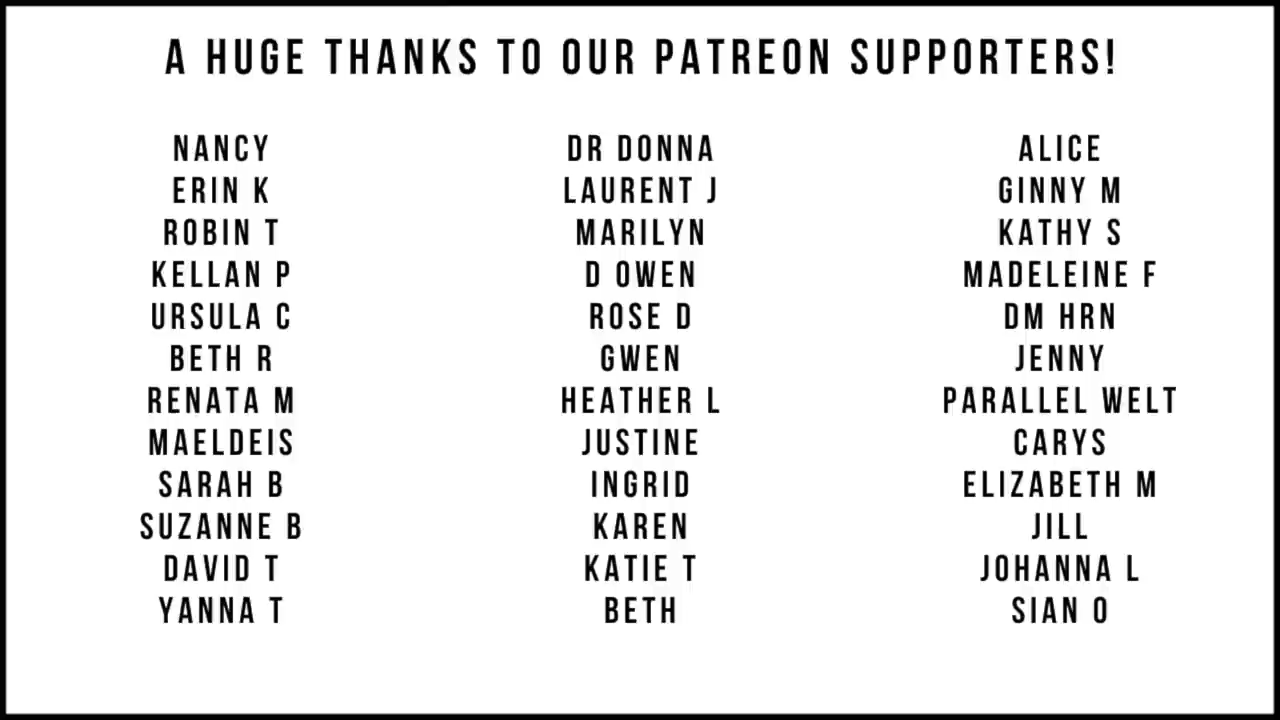 A HUGE THANKS TO OUR PATREON SUPPORTERS!
NANCY
ERIN K
ROBIN T
KELLAN P
URSULA C
BETH R
RENATA M
MAELDEIS
SARAH B
SUZANNE B
DAVID T
YANNA T
DR DONNA
LAURENT J
MARILYN
D OWEN
ROSE D
GWEN
HEATHER L
JUSTINE
INGRID
KAREN
KATIE T
BETH
ALICE
GINNY M
KATHY S
MADELEINE F
DM HRN
JENNY
PARALLEL WELT
CARYS
ELIZABETH M
JILL
JOHANNA L
SIAN O